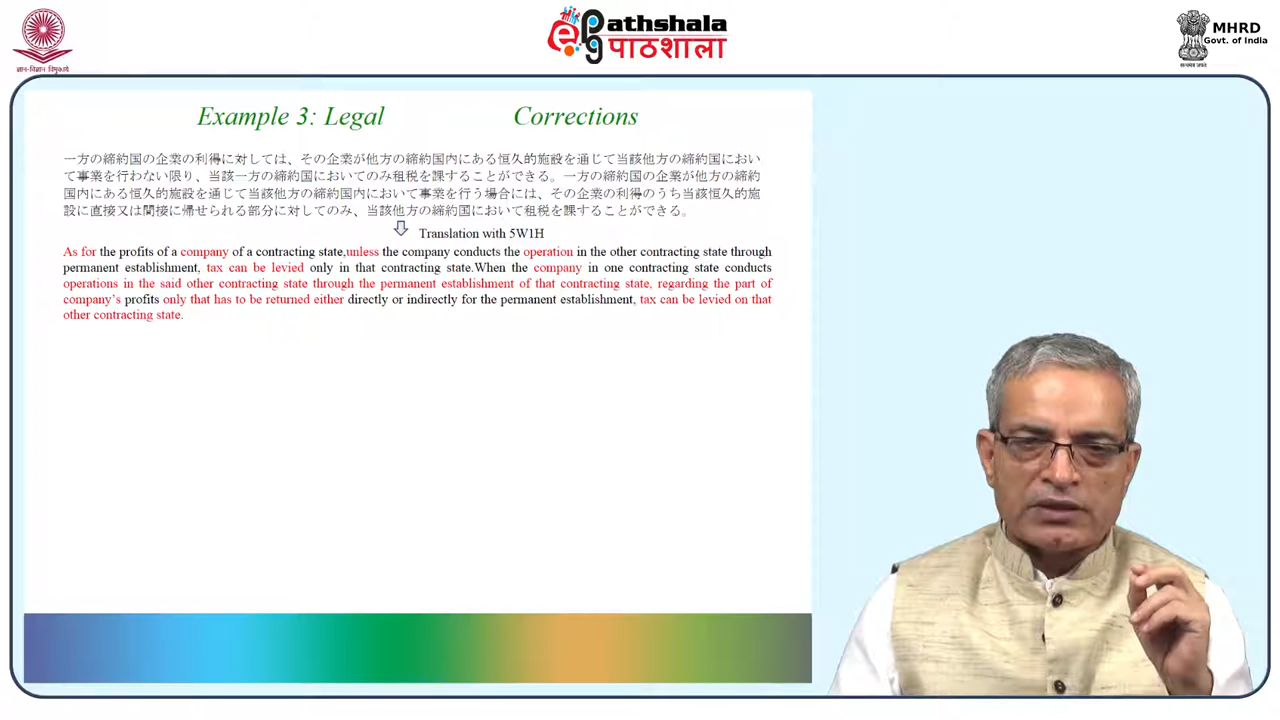 ज्ञान-विज्ञान विमुक्तये
ePG Pathshala
पाठशाला
MHRD
Govt. of India
सत्यमेव जयते
Example 3: Legal Corrections
一方の締約国の企業の利得に対しては、その企業が他方の締約国内にある恒久的施設を通じて当該他方の締約国におい
て事業を行わない限り、当該一方の締約国においてのみ租税を課することができる。一方の締約国の企業が他方の締約
国内にある恒久的施設を通じて当該他方の締約国内において事業を行う場合には、その企業の利得のうち当該恒久的施
設に直接又は間接に帰せられる部分に対してのみ、当該他方の締約国において租税を課することができる。
Translation with 5W1H
As for the profits of a company of a contracting state,unless the company conducts the operation in the other contracting state through
permanent establishment, tax can be levied only in that contracting state.When the company in one contracting state conducts
operations in the said other contracting state through the permanent establishment of that contracting state, regarding the part of
company's profits only that has to be returned either directly or indirectly for the permanent establishment, tax can be levied on that
other contracting state.